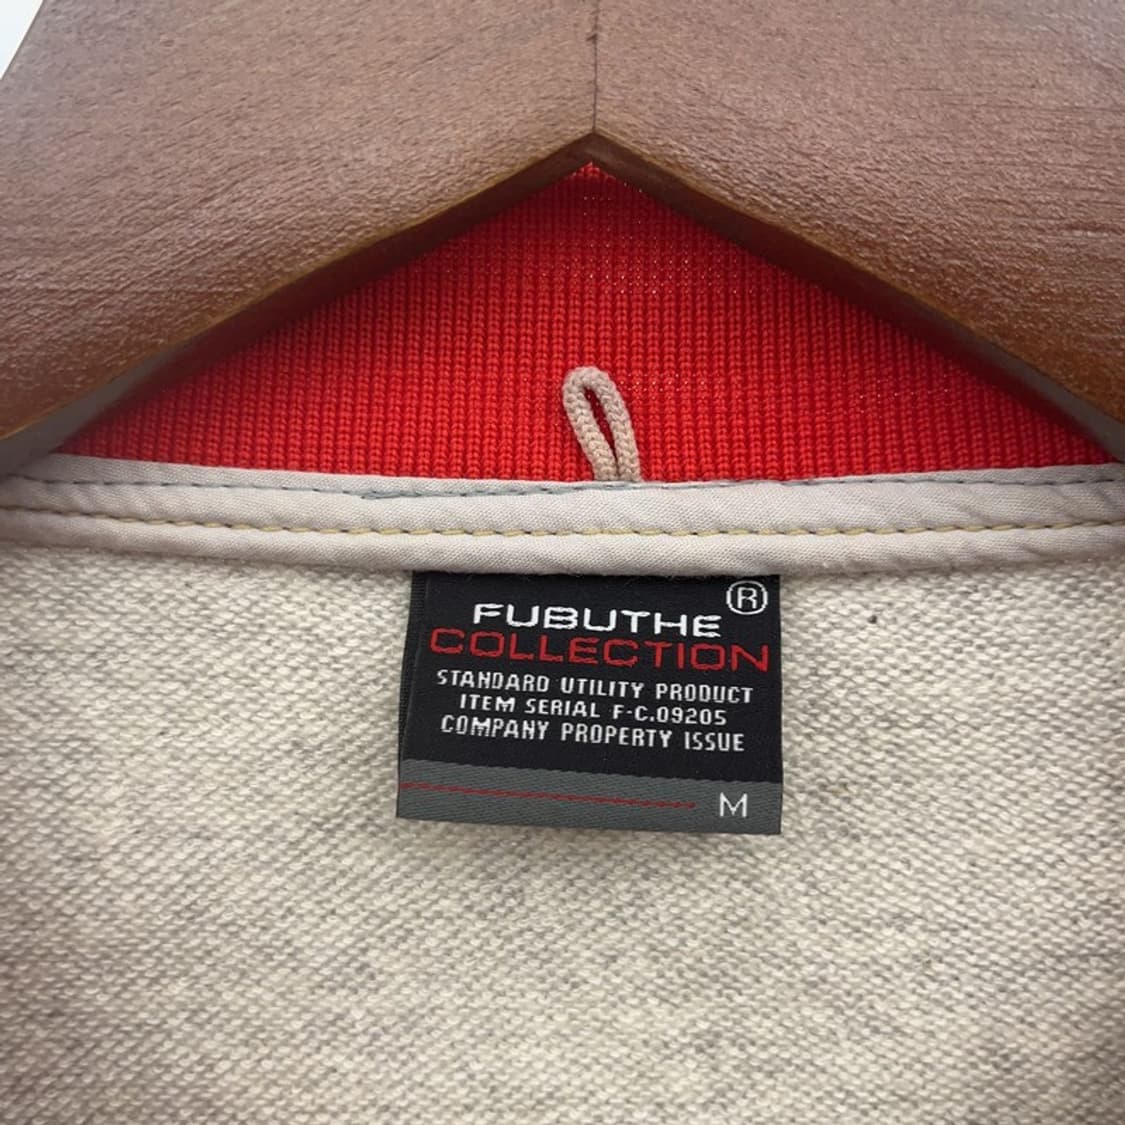 FUBUTHE ®
COLLECTION
STANDARD UTILITY PRODUCT
ITEM SERIAL F-C.09205
COMPANY PROPERTY ISSUE
M